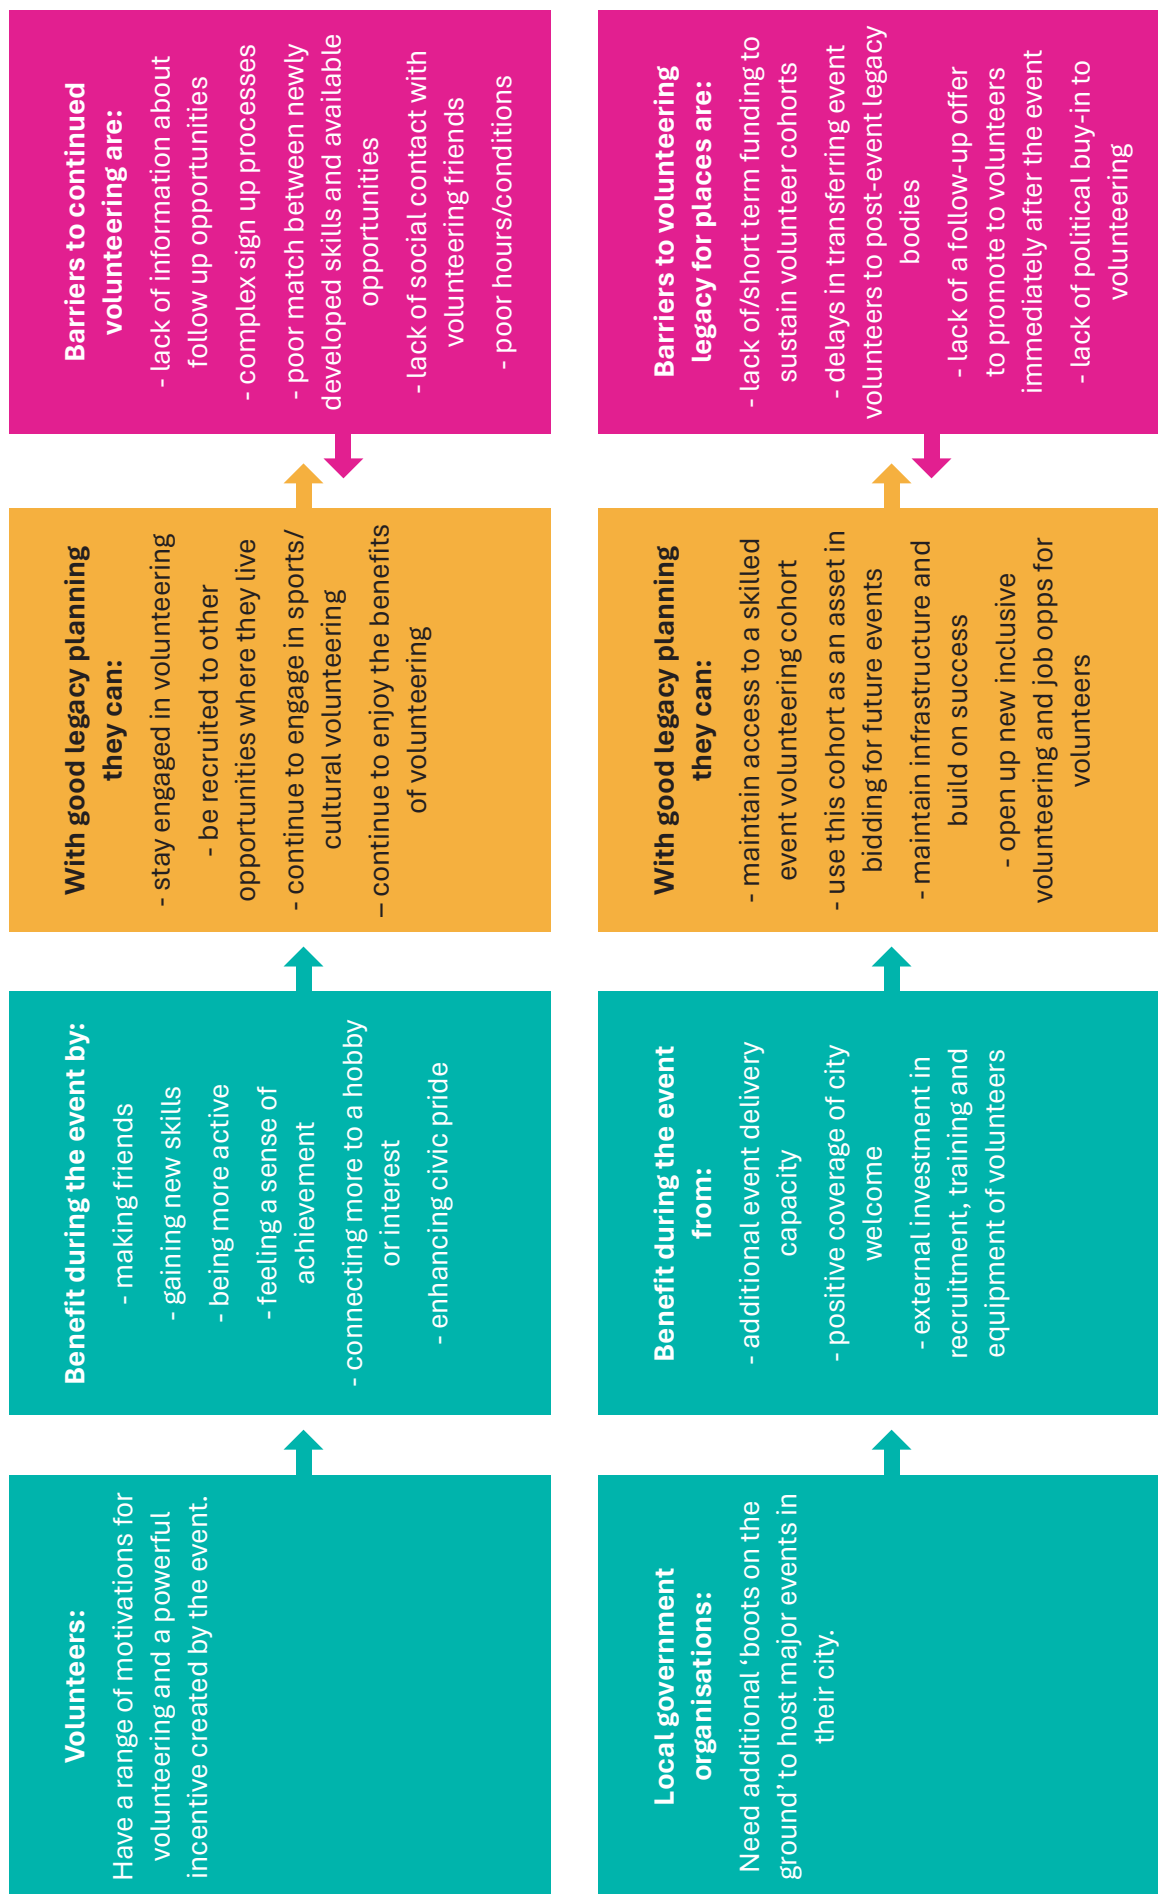 Volunteers:
Have a range of motivations for
volunteering and a powerful
incentive created by the event.
Benefit during the event by:
- making friends
- gaining new skills
- being more active
- feeling a sense of
achievement
- connecting more to a hobby
or interest
- enhancing civic pride
With good legacy planning
they can:
- stay engaged in volunteering
- be recruited to other
opportunities where they live
- continue to engage in sports/
cultural volunteering
– continue to enjoy the benefits
of volunteering
Barriers to continued
volunteering are:
- lack of information about
follow up opportunities
- complex sign up processes
- poor match between newly
developed skills and available
opportunities
- lack of social contact with
volunteering friends
- poor hours/conditions
Local government
organisations:
Need additional ‘boots on the
ground’ to host major events in
their city.
Benefit during the event
from:
- additional event delivery
capacity
- positive coverage of city
welcome
- external investment in
recruitment, training and
equipment of volunteers
With good legacy planning
they can:
- maintain access to a skilled
event volunteering cohort
- use this cohort as an asset in
bidding for future events
- maintain infrastructure and
build on success
- open up new inclusive
volunteering and job opps for
volunteers
Barriers to volunteering
legacy for places are:
- lack of/short term funding to
sustain volunteer cohorts
- delays in transferring event
volunteers to post-event legacy
bodies
- lack of a follow-up offer
to promote to volunteers
immediately after the event
- lack of political buy-in to
volunteering